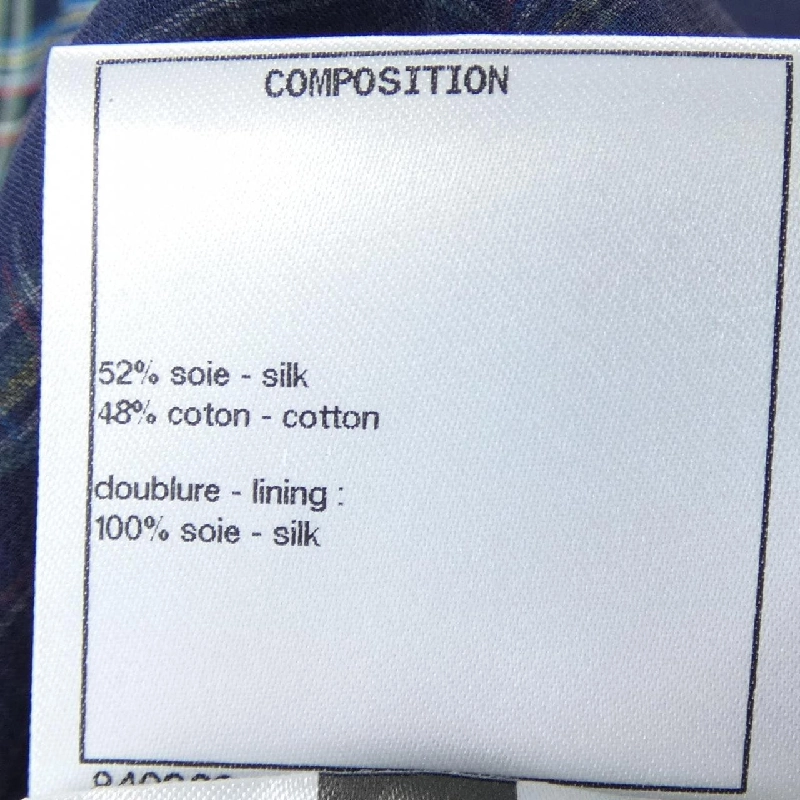 COMPOSITION
52% soie - silk
48% coton - cotton
doublure - lining :
100% soie - silk